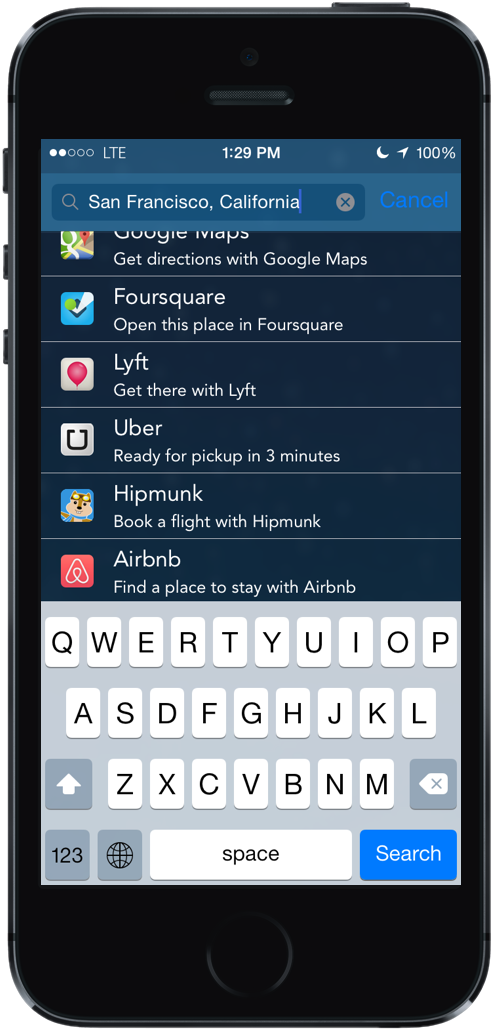 LTE 1:29 PM 100%
San Francisco, California Cancel
Google Maps
Get directions with Google Maps
Foursquare
Open this place in Foursquare
Lyft
Get there with Lyft
Uber
Ready for pickup in 3 minutes
Hipmunk
Book a flight with Hipmunk
Airbnb
Find a place to stay with Airbnb
Q W E R T Y U I O P
A S D F G H J K L
Z X C V B N M
123 space Search